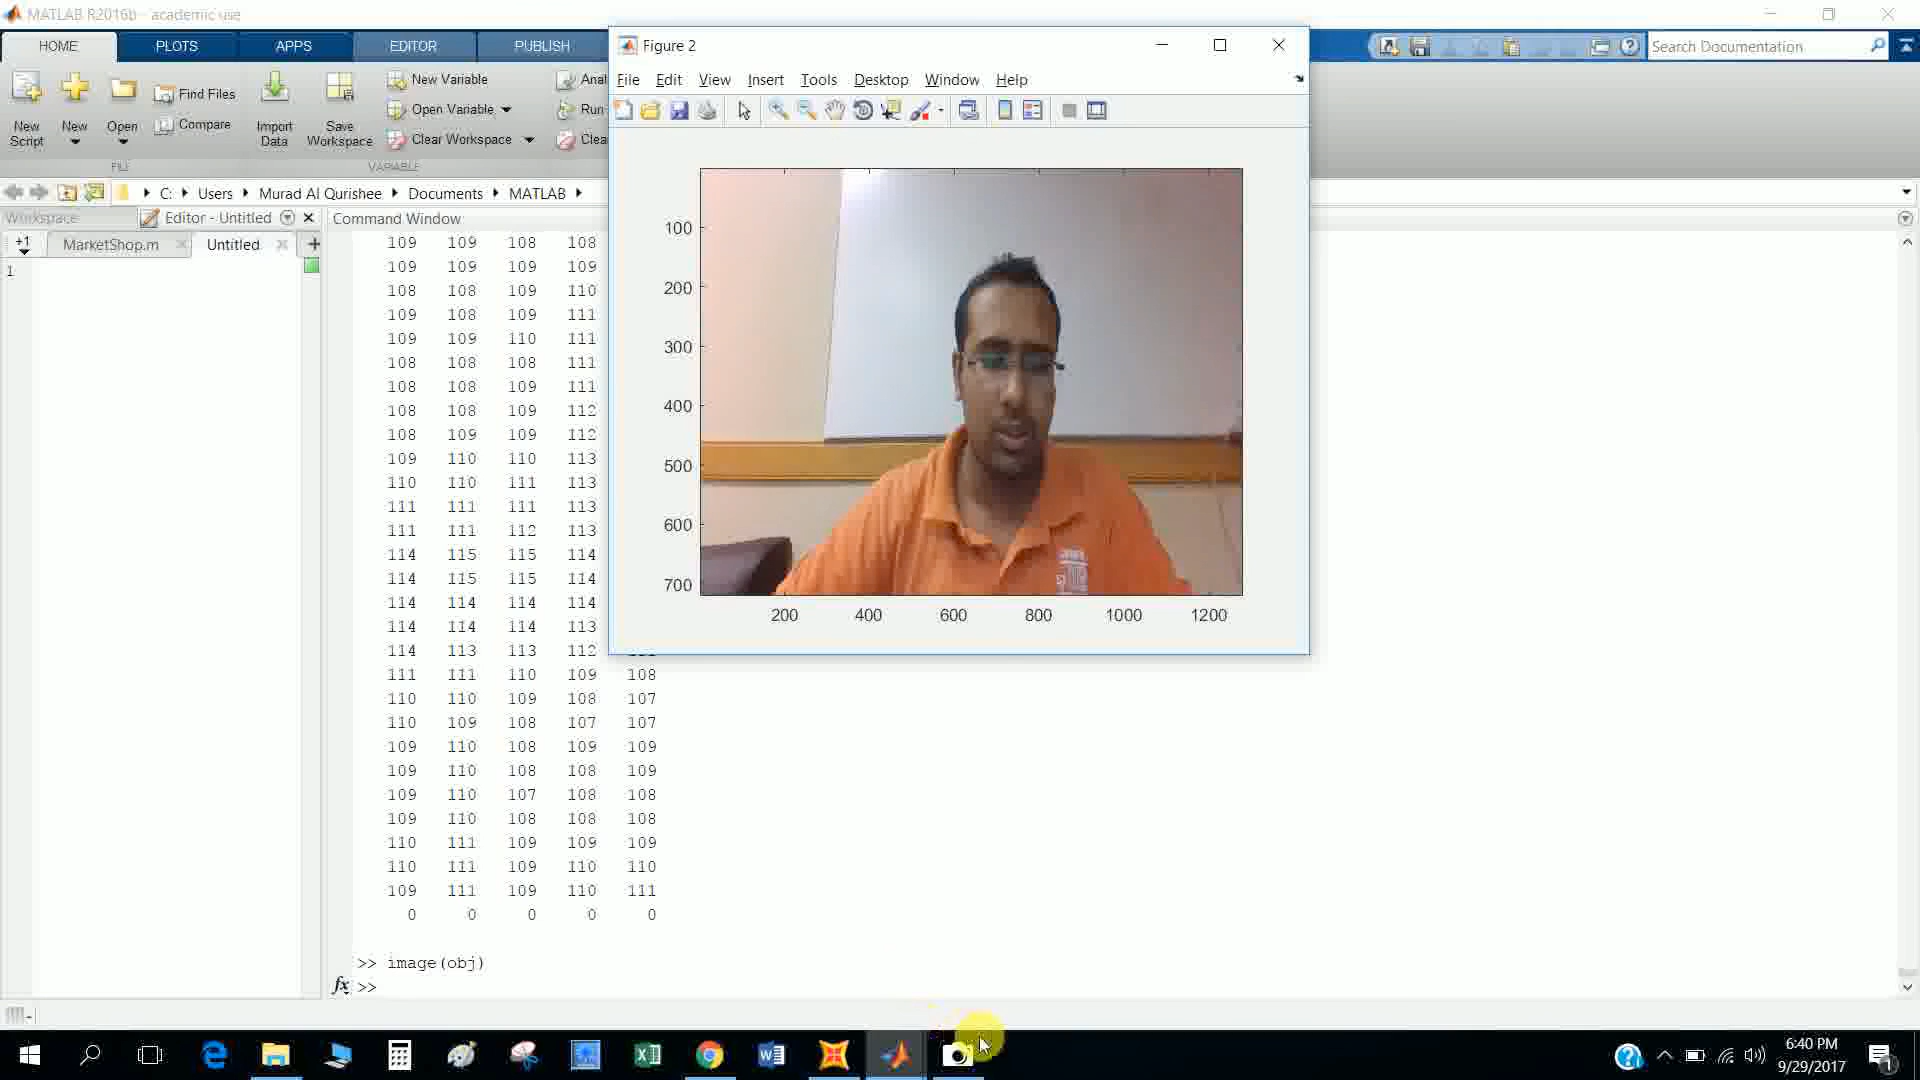 MATLAB R2016b - academic use
HOME PLOTS APPS EDITOR PUBLISH
Search Documentation
New Script
New
Open
Find Files
Compare
Import Data
Save Workspace
New Variable
Open Variable
Clear Workspace
Run
FILE
VARIABLE
C: Users Murad Al Qurishee Documents MATLAB
Workspace
Editor - Untitled
Command Window
MarketShop.m
Untitled
1
109 109 108 108
109 109 109 109
108 108 109 110
109 108 109 111
109 109 110 111
108 108 108 111
108 108 109 111
108 108 109 112
108 109 109 112
109 110 110 113
110 110 111 113
111 111 111 113
111 111 112 113
114 115 115 114
114 115 115 114
114 114 114 114
114 114 114 113
114 113 113 112
111 111 110 109 108
110 110 109 108 107
110 109 108 107 107
109 110 108 109 109
109 110 108 108 109
109 110 107 108 108
109 110 108 108 108
110 111 109 109 109
110 111 109 110 110
109 111 109 110 111
0 0 0 0 0
>> image(obj)
fx >>
Figure 2
File Edit View Insert Tools Desktop Window Help
100
200
300
400
500
600
700
200 400 600 800 1000 1200
6:40 PM
9/29/2017
1